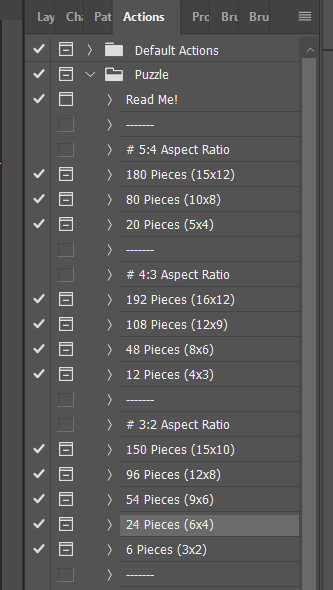 Lay Cha Pat Actions Pro Bru Bru
Default Actions
Puzzle
Read Me!
-------
# 5:4 Aspect Ratio
180 Pieces (15x12)
80 Pieces (10x8)
20 Pieces (5x4)
-------
# 4:3 Aspect Ratio
192 Pieces (16x12)
108 Pieces (12x9)
48 Pieces (8x6)
12 Pieces (4x3)
-------
# 3:2 Aspect Ratio
150 Pieces (15x10)
96 Pieces (12x8)
54 Pieces (9x6)
24 Pieces (6x4)
6 Pieces (3x2)
-------